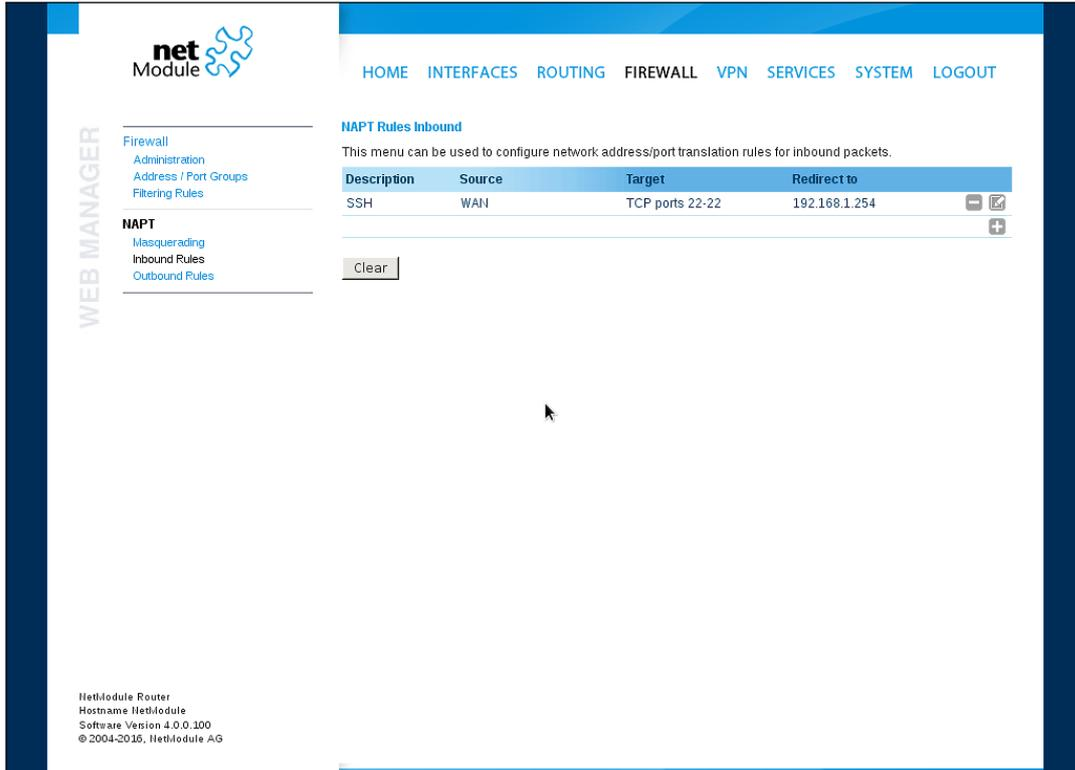 net
Module
HOME INTERFACES ROUTING FIREWALL VPN SERVICES SYSTEM LOGOUT
WEB MANAGER
Firewall
Administration
Address / Port Groups
Filtering Rules
NAPT
Masquerading
Inbound Rules
Outbound Rules
NAPT Rules Inbound
This menu can be used to configure network address/port translation rules for inbound packets.
Description Source Target Redirect to
SSH WAN TCP ports 22-22 192.168.1.254
Clear
NetModule Router
Hostname NetModule
Software Version 4.0.0.100
© 2004-2016, NetModule AG